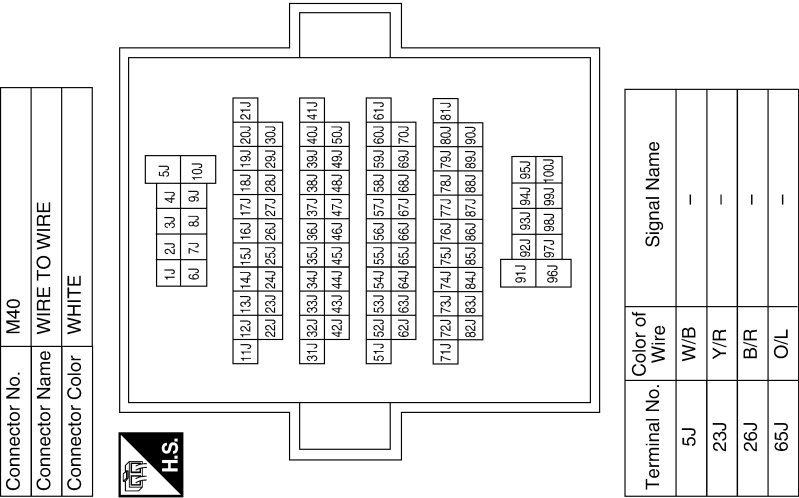 Connector No. M40
Connector Name WIRE TO WIRE
Connector Color WHITE
H.S.
1J 2J 3J 4J 5J
6J 7J 8J 9J 10J
11J 12J 13J 14J 15J 16J 17J 18J 19J 20J 21J
22J 23J 24J 25J 26J 27J 28J 29J 30J
31J 32J 33J 34J 35J 36J 37J 38J 39J 40J 41J
42J 43J 44J 45J 46J 47J 48J 49J 50J
51J 52J 53J 54J 55J 56J 57J 58J 59J 60J 61J
62J 63J 64J 65J 66J 67J 68J 69J 70J
71J 72J 73J 74J 75J 76J 77J 78J 79J 80J 81J
82J 83J 84J 85J 86J 87J 88J 89J 90J
91J 92J 93J 94J 95J
96J 97J 98J 99J 100J
Terminal No. Color of Wire Signal Name
5J W/B –
23J Y/R –
26J B/R –
65J O/L –